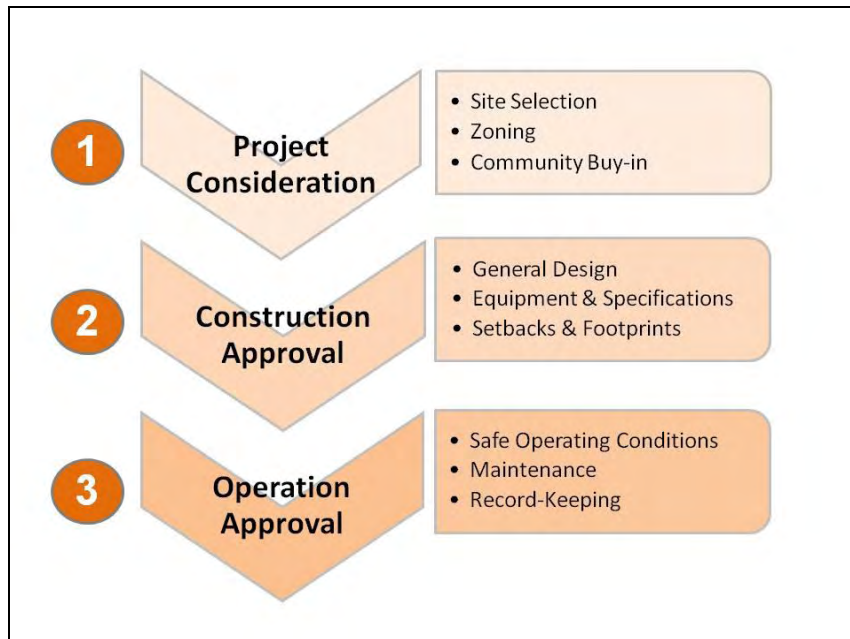 1
Project
Consideration
• Site Selection
• Zoning
• Community Buy-in
2
Construction
Approval
• General Design
• Equipment & Specifications
• Setbacks & Footprints
3
Operation
Approval
• Safe Operating Conditions
• Maintenance
• Record-Keeping